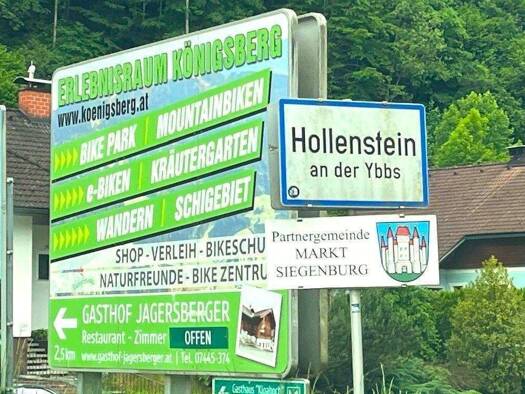 ERLEBNISRAUM KÖNIGSBERG
www.koenigsberg.at
BIKE PARK | MOUNTAINBIKEN
e-BIKEN | KRÄUTERGARTEN
WANDERN | SCHIGEBIET
SHOP - VERLEIH - BIKESCHU
NATURFREUNDE - BIKE ZENTRU
GASTHOF JAGERSBERGER
Restaurant - Zimmer OFFEN
2,5 km www.gasthof-jagersberger.at | Tel. 07445-374
Hollenstein
an der Ybbs
Partnergemeinde
MARKT
SIEGENBURG
Gasthaus